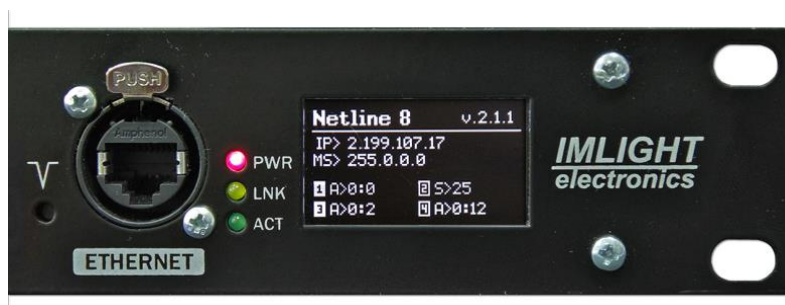 PUSH
Amphenol
ETHERNET
PWR
LNK
ACT
Netline 8 v.2.1.1
IP> 2.199.107.17
MS> 255.0.0.0
1 A>0:0 2 S>25
3 A>0:2 4 A>0:12
IMLIGHT
electronics